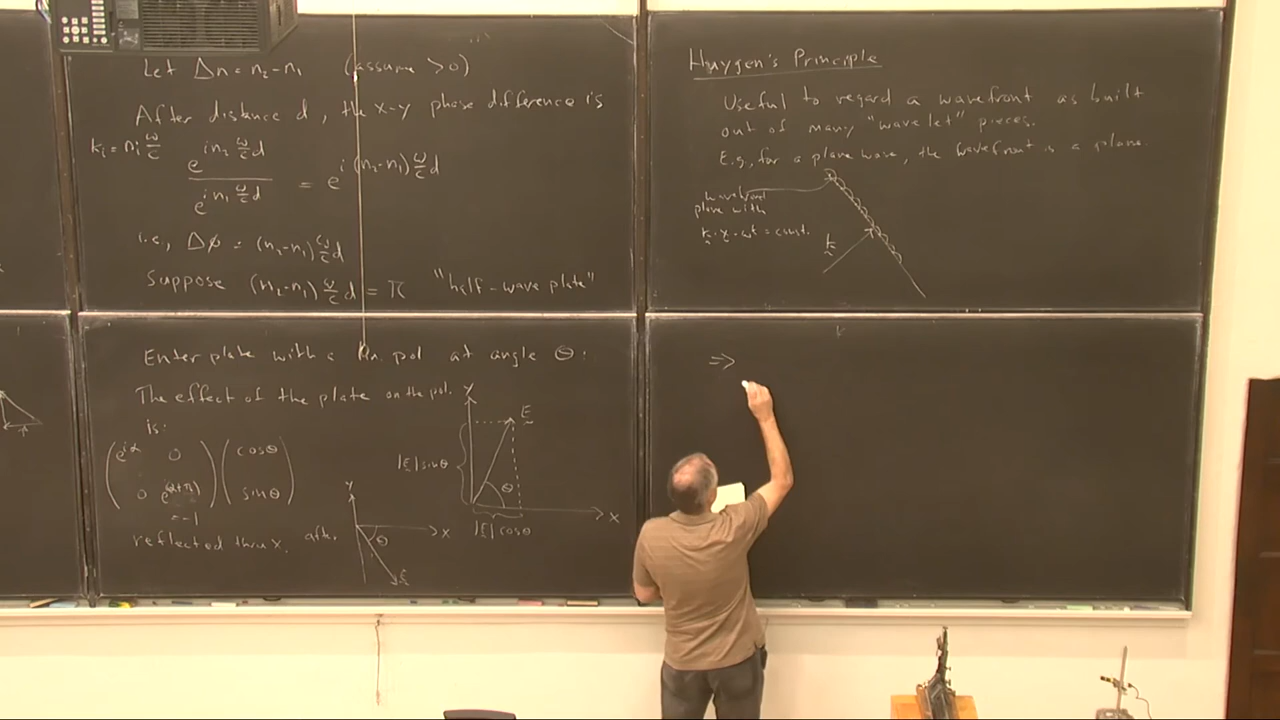 Let Δn = n₂-n₁ (assume >0)
After distance d, the x-y phase difference is
kᵢ = nᵢ ω/c
e^{i n₂ ω/c d} / e^{i n₁ ω/c d} = e^{i (n₂-n₁) ω/c d}
i.e., Δφ = (n₂-n₁) ω/c d
Suppose (n₂-n₁) ω/c d = π "half-wave plate"
Enter plate with a lin. pol at angle Θ:
The effect of the plate on the pol.
is:
( e^{iα} 0 ) ( cosθ )
( 0 e^{i(α+π)} ) ( sinθ )
=-1
reflected thru x. after.
y
x
θ
E
y
E
|E|sinθ
θ
x
|E|cosθ
Huygen's Principle
Useful to regard a wavefront as built
out of many "wavelet" pieces.
E.g., for a plane wave, the wavefront is a plane.
wavefront
plane with
k·x-ωt = const.
k
=>